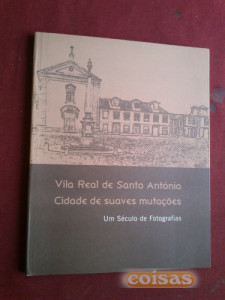 Vila Real de Santo António
Cidade de suaves mutações
Um Século de Fotografias
coisas